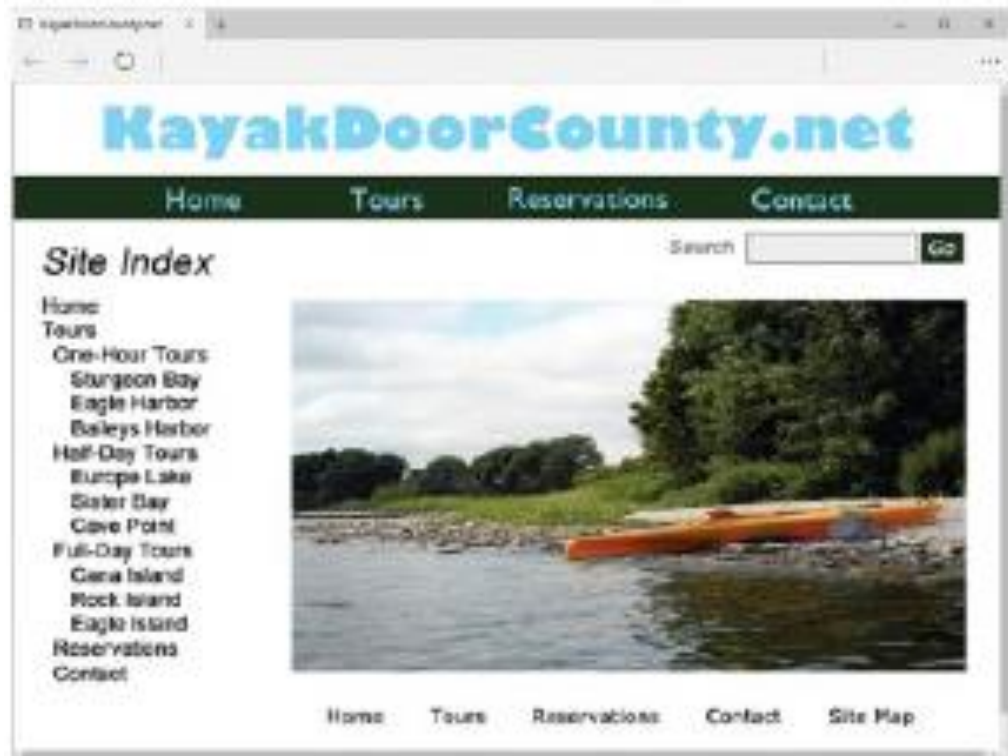 KayakDoorCounty.net
Home Tours Reservations Contact
Search Go
Site Index
Home
Tours
One-Hour Tours
Sturgeon Bay
Eagle Harbor
Baileys Harbor
Half-Day Tours
Europe Lake
Sister Bay
Cave Point
Full-Day Tours
Cana Island
Rock Island
Eagle Island
Reservations
Contact
Home Tours Reservations Contact Site Map